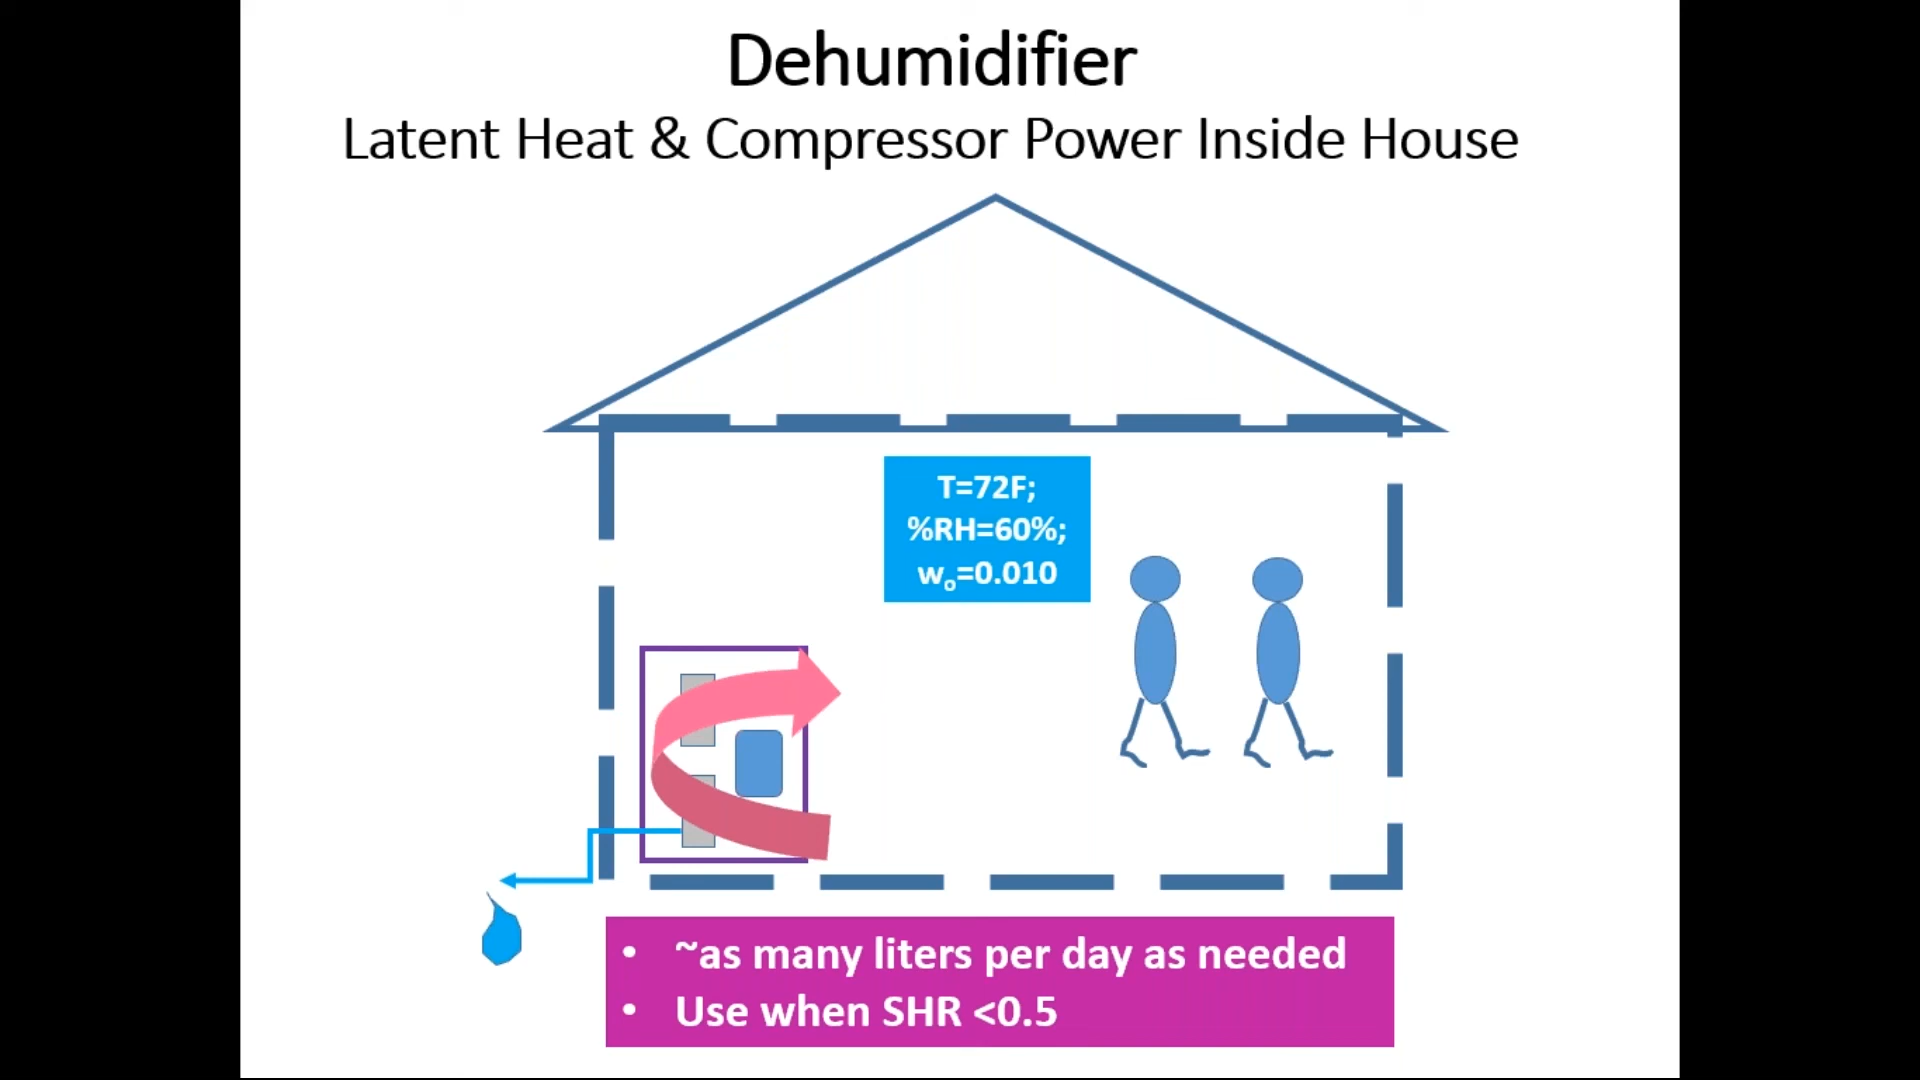 Dehumidifier
Latent Heat & Compressor Power Inside House
T=72F;
%RH=60%;
wₒ=0.010
• ~as many liters per day as needed
• Use when SHR <0.5